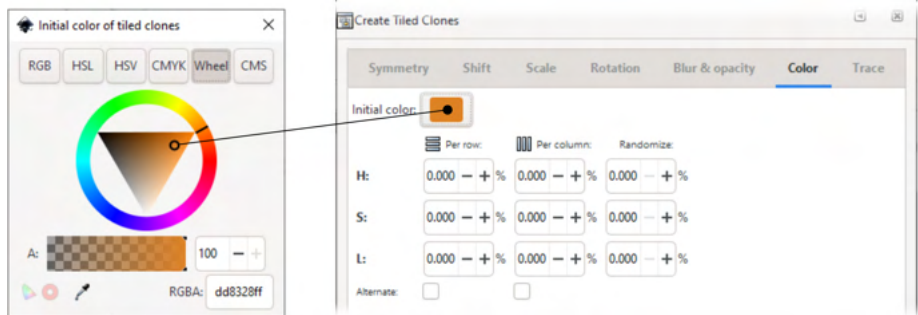 Initial color of tiled clones
RGB HSL HSV CMYK Wheel CMS
A: 100
RGBA: dd8328ff
Create Tiled Clones
Symmetry Shift Scale Rotation Blur & opacity Color Trace
Initial color:
Per row: Per column: Randomize:
H: 0.000 − + % 0.000 − + % 0.000 − + %
S: 0.000 − + % 0.000 − + % 0.000 − + %
L: 0.000 − + % 0.000 − + % 0.000 − + %
Alternate: